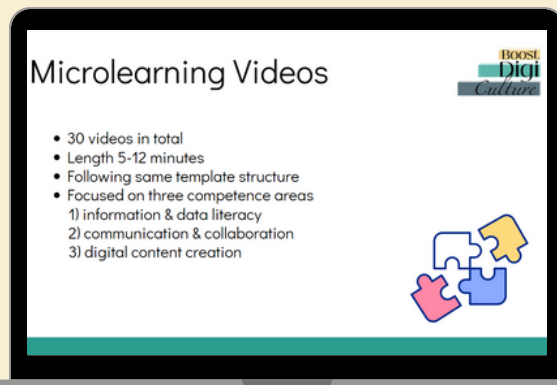 Microlearning Videos
Boost
Digi
Culture
• 30 videos in total
• Length 5-12 minutes
• Following same template structure
• Focused on three competence areas
1) information & data literacy
2) communication & collaboration
3) digital content creation